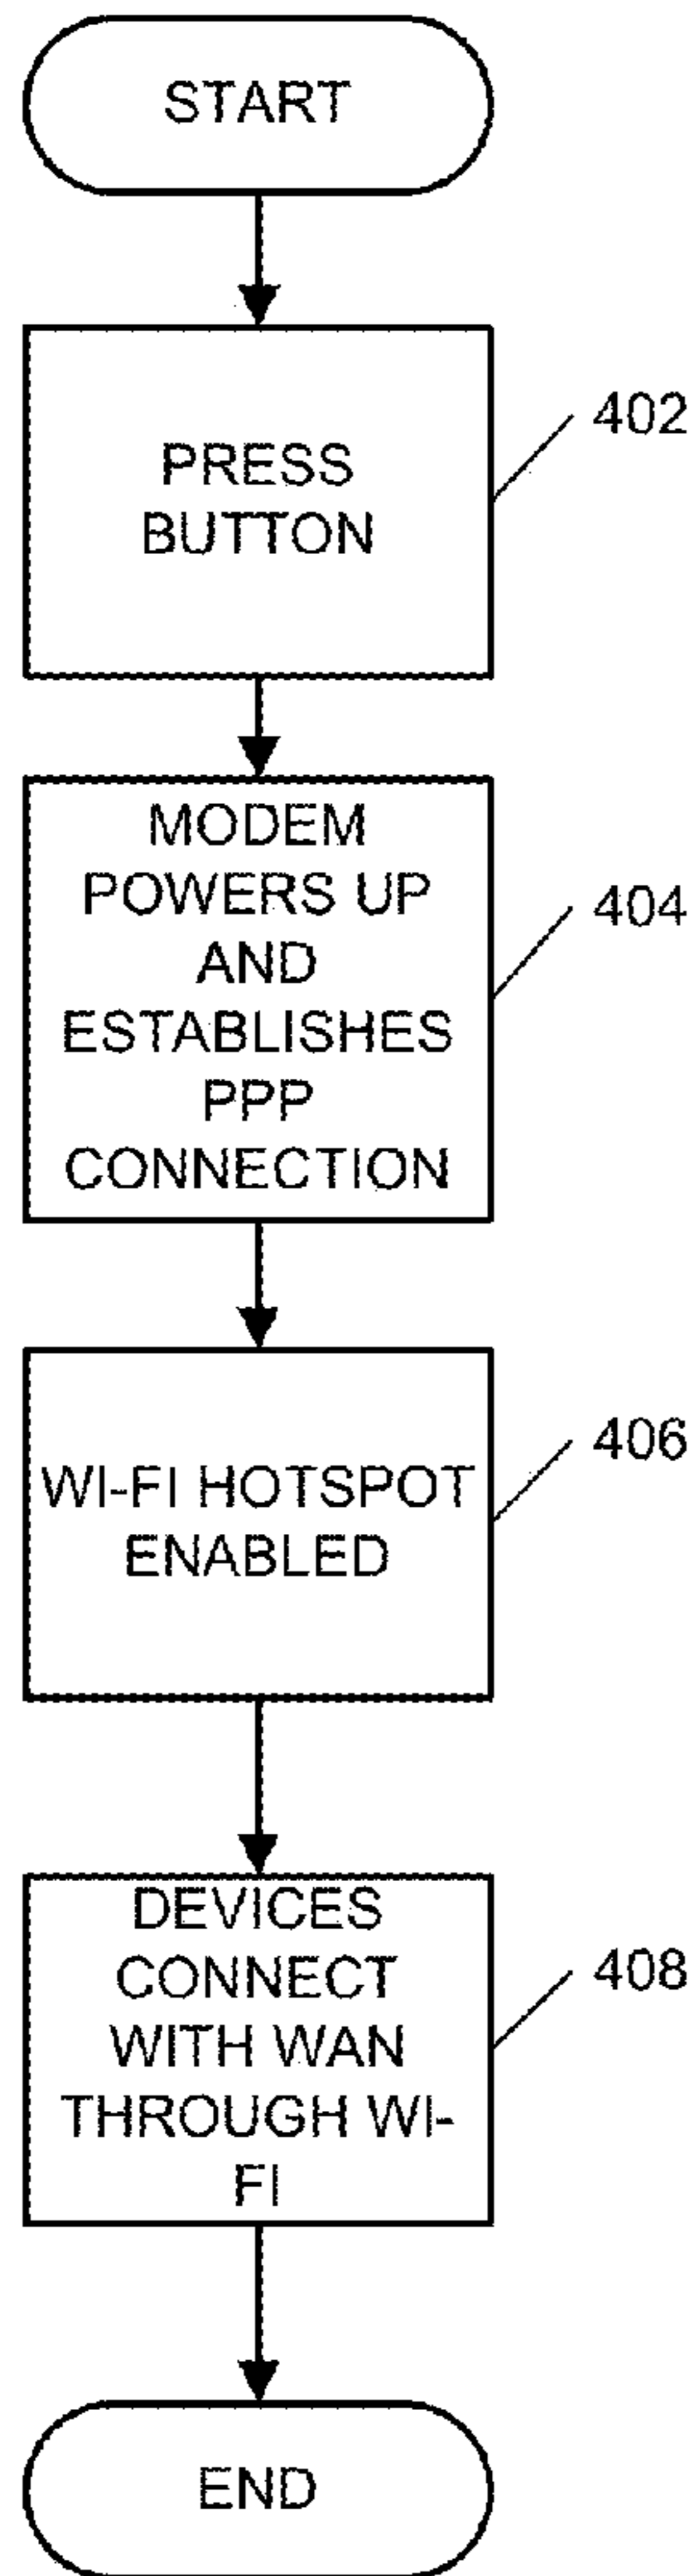 START
PRESS
BUTTON
402
MODEM
POWERS UP
AND
ESTABLISHES
PPP
CONNECTION
404
WI-FI HOTSPOT
ENABLED
406
DEVICES
CONNECT
WITH WAN
THROUGH WI-
FI
408
END